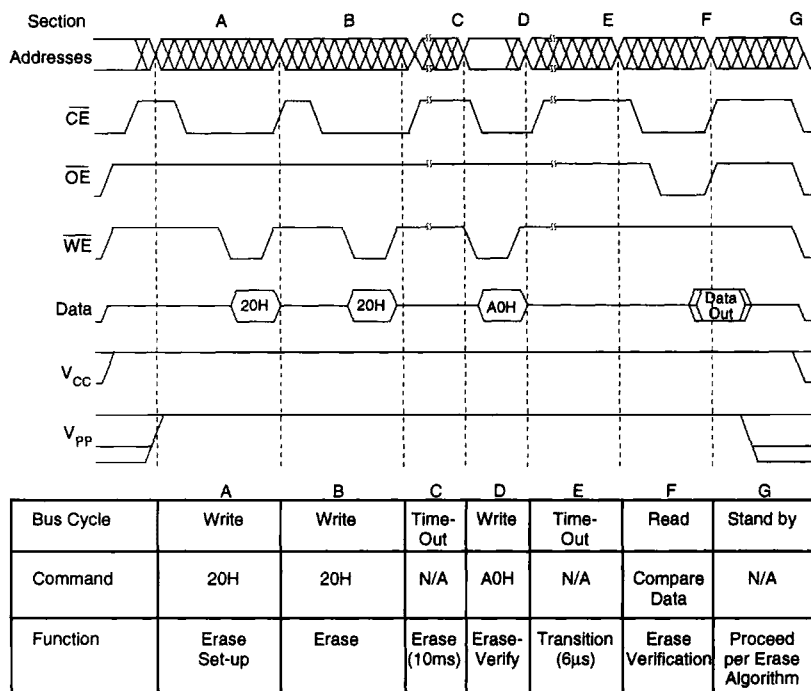 Section A B C D E F G
Addresses
CE
OE
WE
Data 20H 20H A0H Data Out
VCC
VPP
A B C D E F G
Bus Cycle Write Write Time-Out Write Time-Out Read Stand by
Command 20H 20H N/A A0H N/A Compare Data N/A
Function Erase Set-up Erase Erase (10ms) Erase-Verify Transition (6µs) Erase Verification Proceed per Erase Algorithm